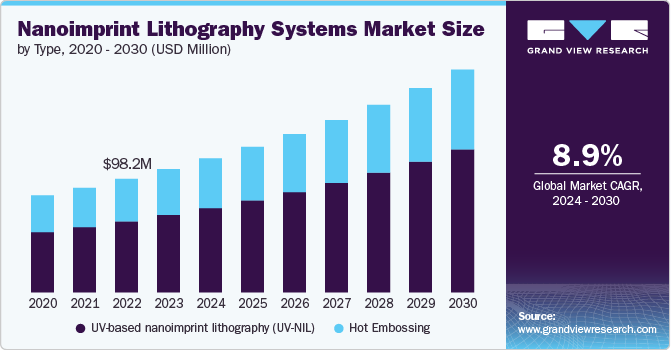 Nanoimprint Lithography Systems Market Size
by Type, 2020 - 2030 (USD Million)
$98.2M
2020 2021 2022 2023 2024 2025 2026 2027 2028 2029 2030
UV-based nanoimprint lithography (UV-NIL) Hot Embossing
GRAND VIEW RESEARCH
8.9%
Global Market CAGR,
2024 - 2030
Source:
www.grandviewresearch.com